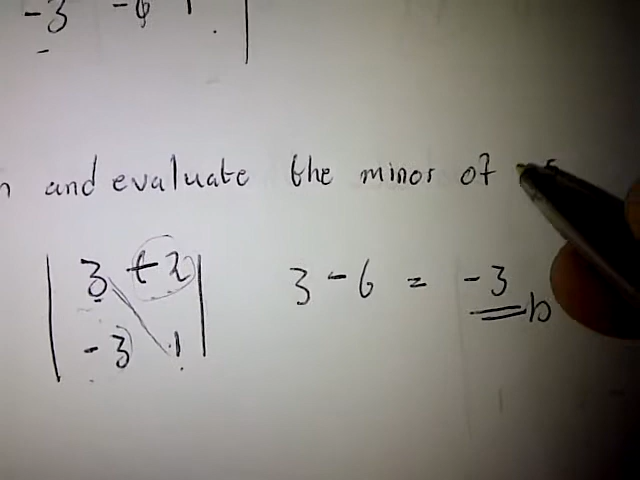 -3 -6 1
and evaluate the minor of
3 +2
3 - 6 = -3 b
-3 1